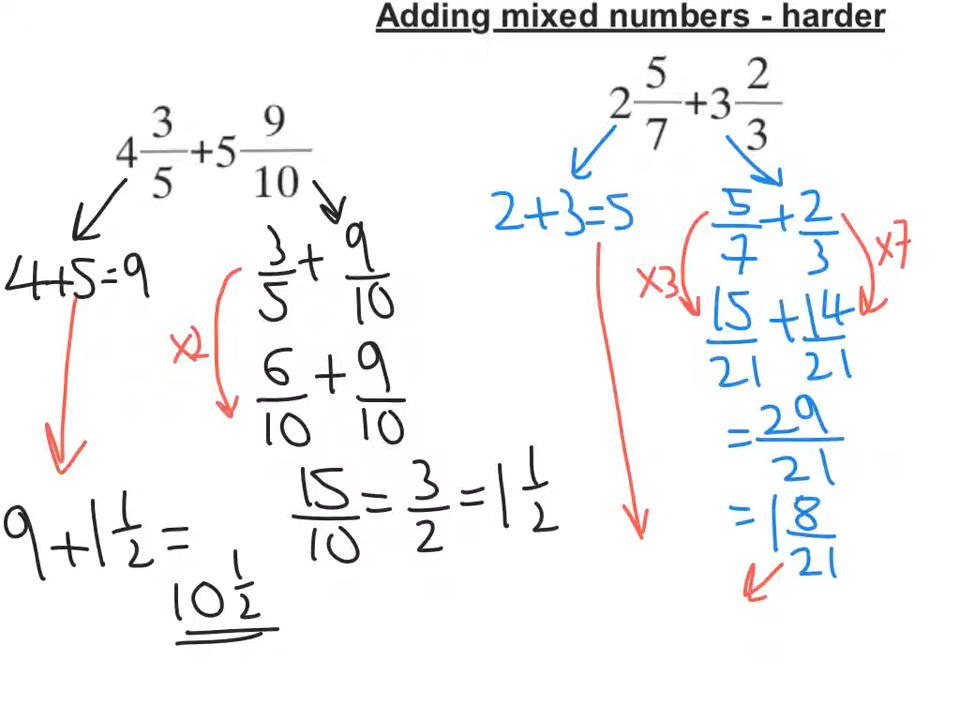 Adding mixed numbers - harder
4 3/5 + 5 9/10
4+5=9
3/5 + 9/10
×2
6/10 + 9/10
15/10 = 3/2 = 1 1/2
9 + 1 1/2 =
10 1/2
2 5/7 + 3 2/3
2+3=5
5/7 + 2/3
×3
×7
15/21 + 14/21
= 29/21
= 1 8/21